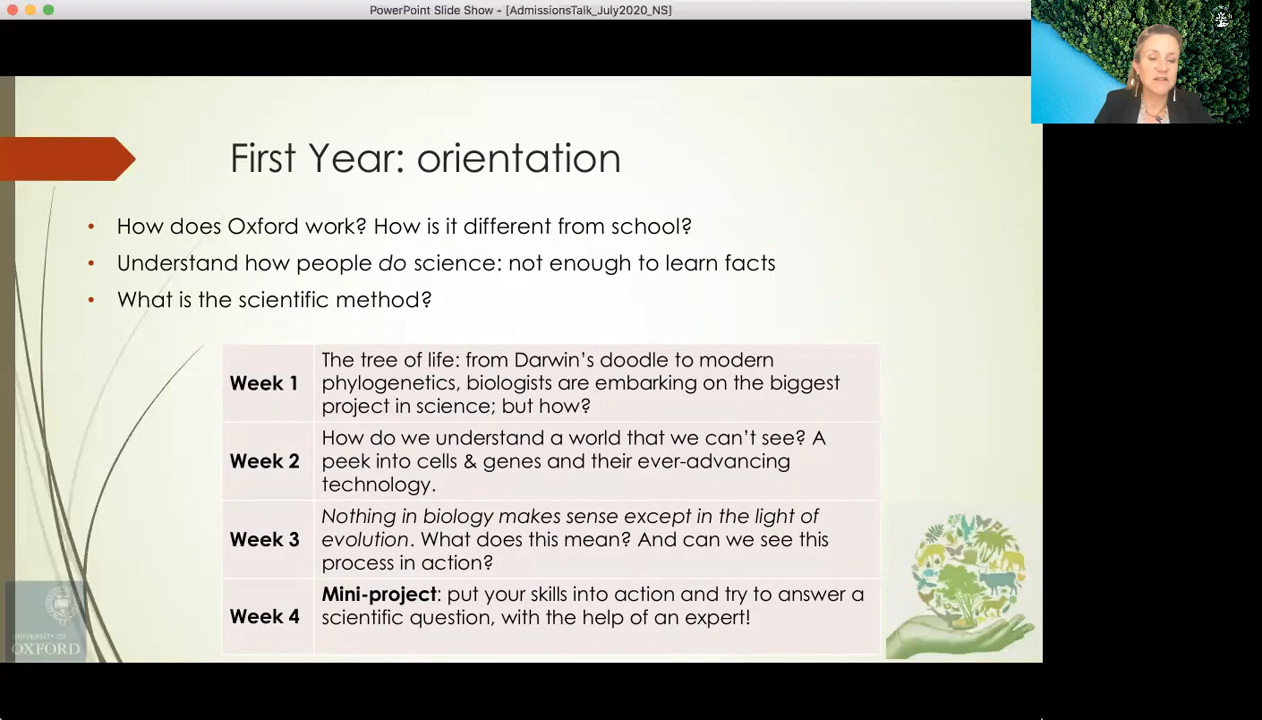 PowerPoint Slide Show - [AdmissionsTalk_July2020_NS]
First Year: orientation
• How does Oxford work? How is it different from school?
• Understand how people do science: not enough to learn facts
• What is the scientific method?
Week 1
The tree of life: from Darwin's doodle to modern
phylogenetics, biologists are embarking on the biggest
project in science; but how?
Week 2
How do we understand a world that we can't see? A
peek into cells & genes and their ever-advancing
technology.
Week 3
Nothing in biology makes sense except in the light of
evolution. What does this mean? And can we see this
process in action?
Week 4
Mini-project: put your skills into action and try to answer a
scientific question, with the help of an expert!
UNIVERSITY OF
OXFORD